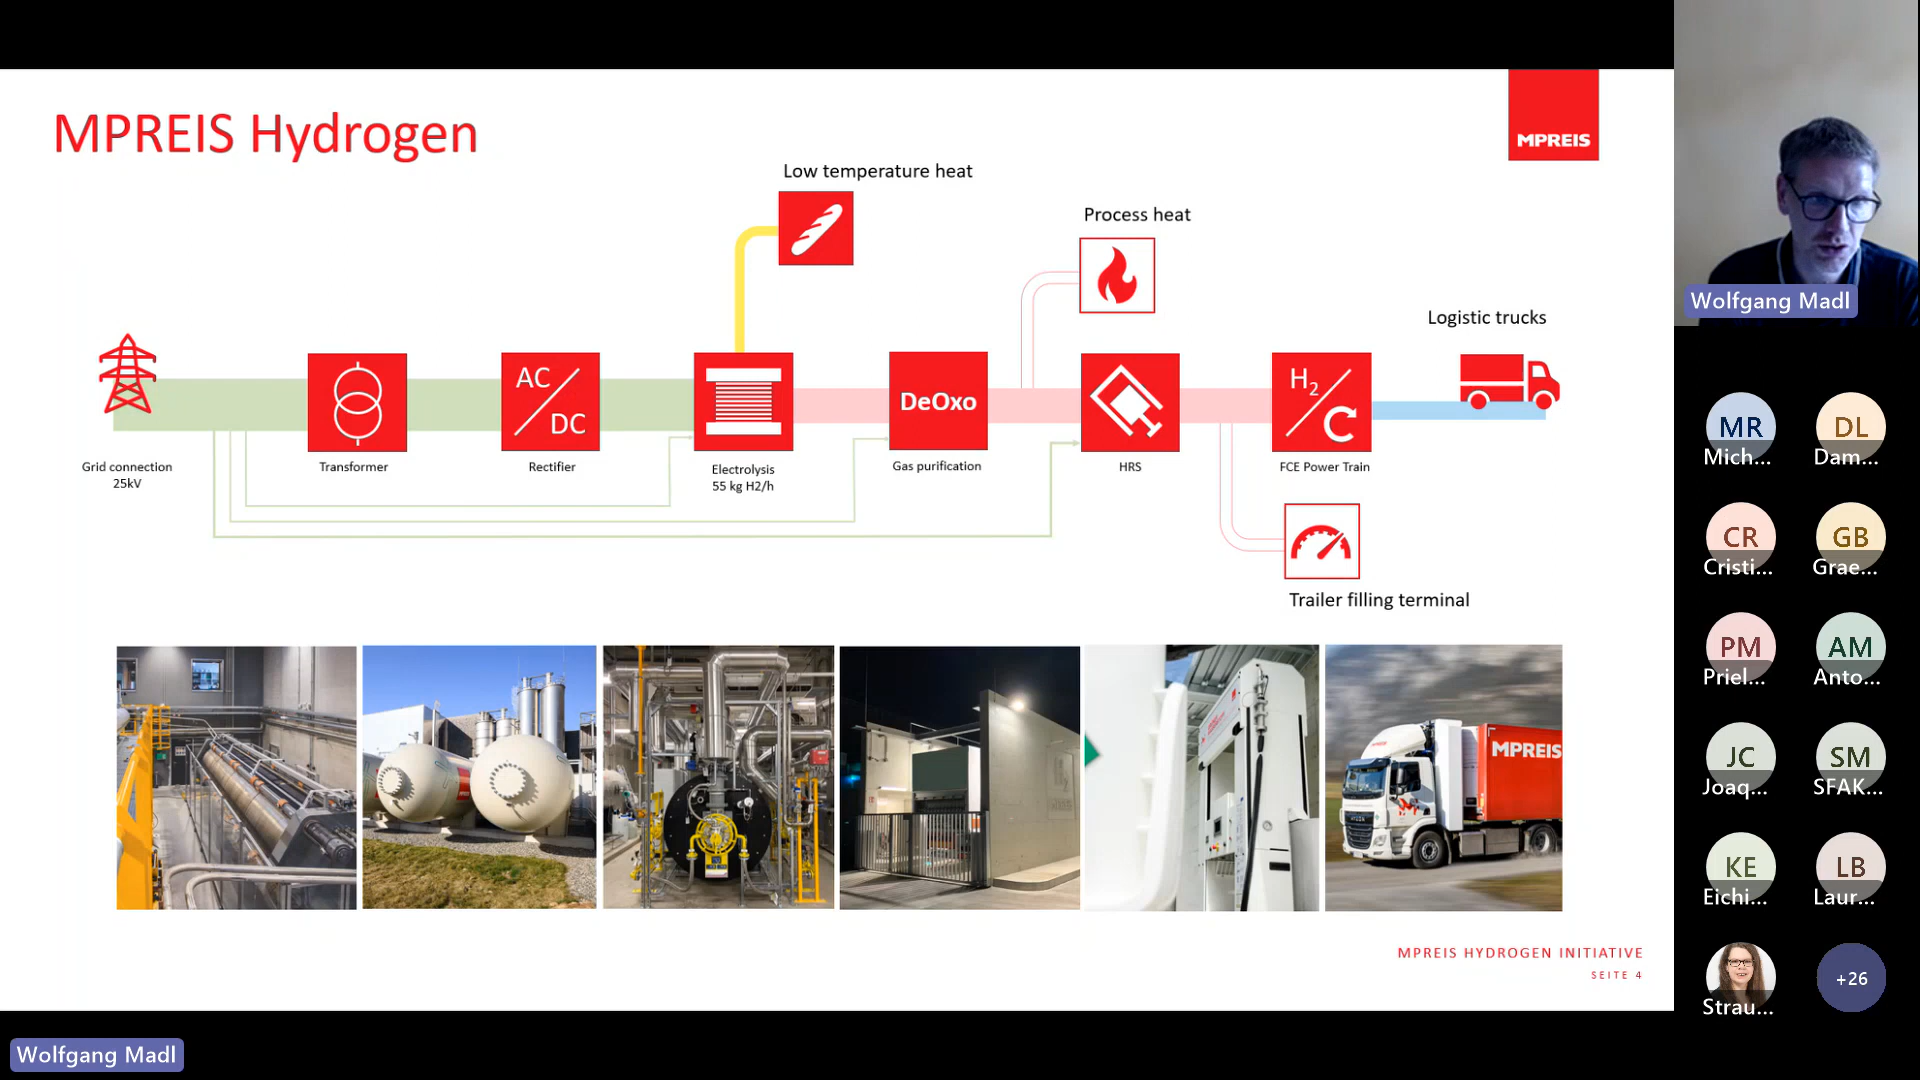 MPREIS Hydrogen
MPREIS
Low temperature heat
Process heat
Logistic trucks
AC
DC
DeOxo
H2
C
Grid connection
25kV
Transformer
Rectifier
Electrolysis
55 kg H2/h
Gas purification
HRS
FCE Power Train
Trailer filling terminal
MPREIS
MPREIS HYDROGEN INITIATIVE
SEITE 4
Wolfgang Madl
Wolfgang Madl
MR
Mich...
DL
Dam...
CR
Cristi...
GB
Grae...
PM
Priel...
AM
Anto...
JC
Joaq...
SM
SFAK...
KE
Eichi...
LB
Laur...
Strau...
+26